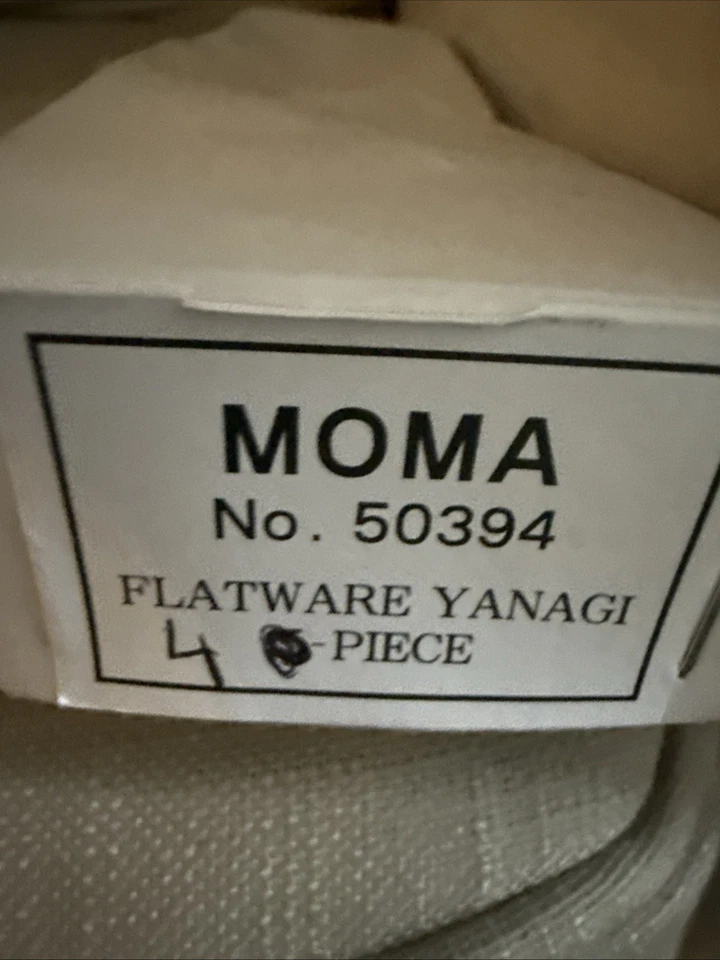 MOMA
No. 50394
FLATWARE YANAGI
4 -PIECE